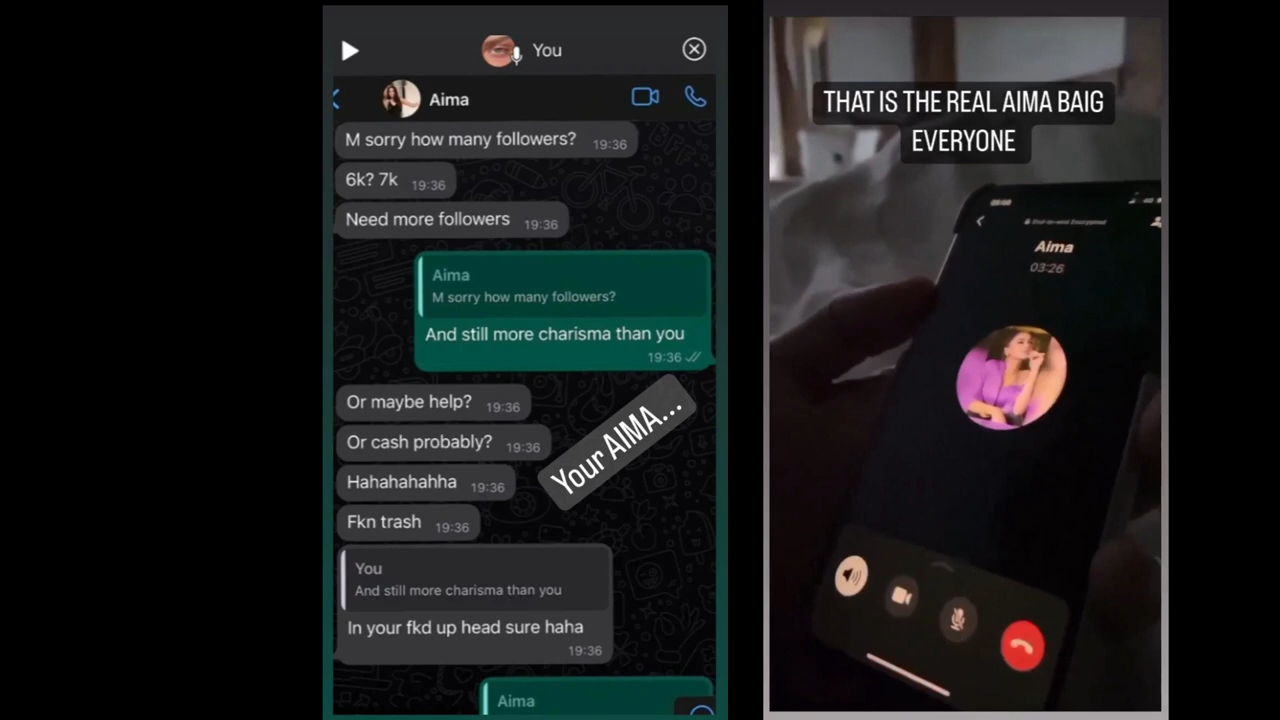 You
Aima
M sorry how many followers?
19:36
6k? 7k
19:36
Need more followers
19:36
Aima
M sorry how many followers?
And still more charisma than you
19:36
Or maybe help?
19:36
Or cash probably?
19:36
Hahahahahha
19:36
Fkn trash
19:36
Your AIMA...
You
And still more charisma than you
In your fkd up head sure haha
19:36
Aima
THAT IS THE REAL AIMA BAIG
EVERYONE
End-to-end Encrypted
Aima
03:26